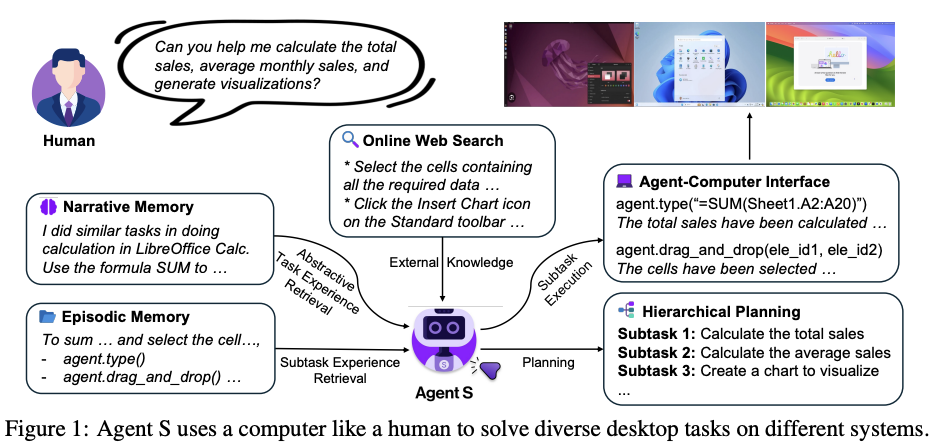 Can you help me calculate the total
sales, average monthly sales, and
generate visualizations?
Human
Online Web Search
* Select the cells containing
all the required data …
* Click the Insert Chart icon
on the Standard toolbar …
Narrative Memory
I did similar tasks in doing
calculation in LibreOffice Calc.
Use the formula SUM to …
Episodic Memory
To sum … and select the cell…,
- agent.type()
- agent.drag_and_drop() …
Abstractive
Task Experience
Retrieval
Subtask Experience
Retrieval
External Knowledge
Agent S
Subtask
Execution
Planning
Agent-Computer Interface
agent.type(“=SUM(Sheet1.A2:A20)”)
The total sales have been calculated …
agent.drag_and_drop(ele_id1, ele_id2)
The cells have been selected …
Hierarchical Planning
Subtask 1: Calculate the total sales
Subtask 2: Calculate the average sales
Subtask 3: Create a chart to visualize
...
Figure 1: Agent S uses a computer like a human to solve diverse desktop tasks on different systems.